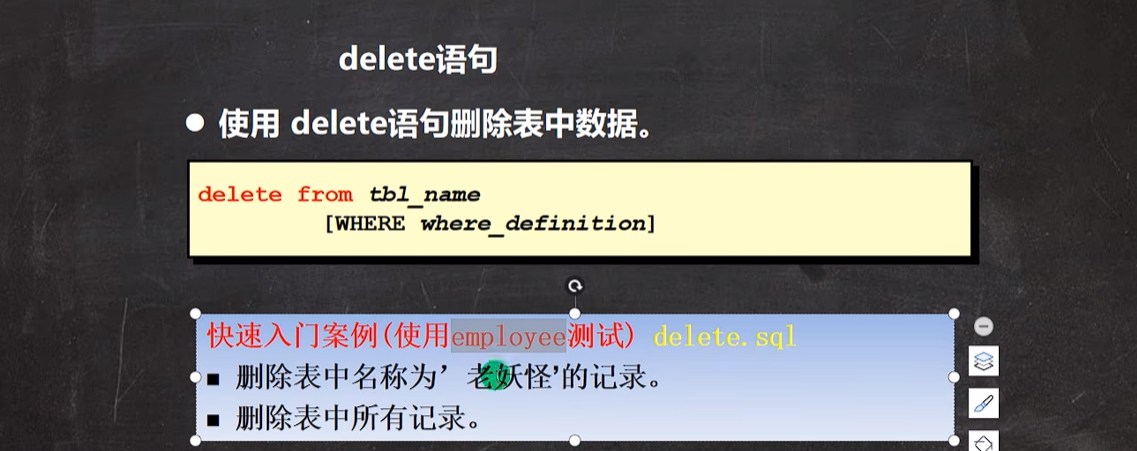 delete语句
● 使用 delete语句删除表中数据。
delete from tbl_name
[WHERE where_definition]
快速入门案例(使用employee测试) delete.sql
■ 删除表中名称为’老妖怪'的记录。
■ 删除表中所有记录。